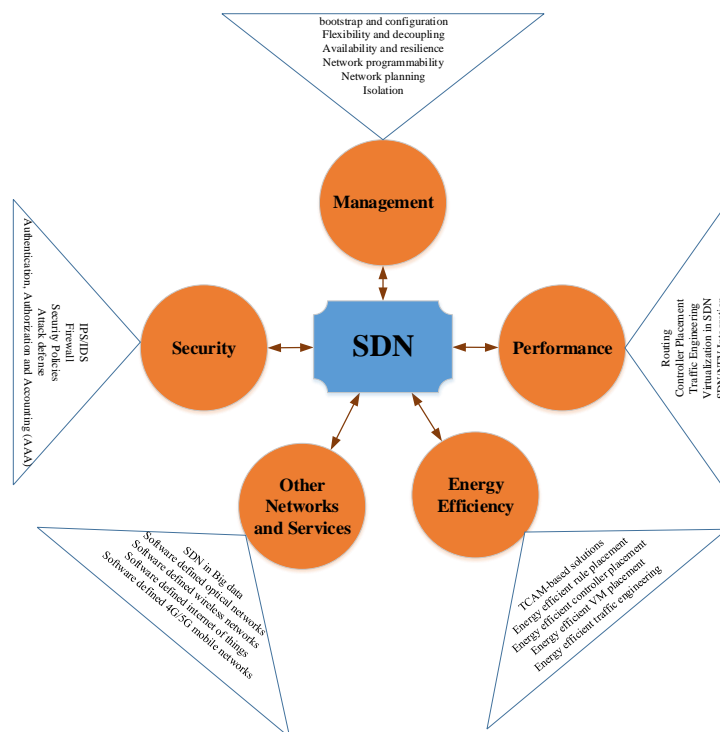 bootstrap and configuration
Flexibility and decoupling
Availability and resilience
Network programmability
Network planning
Isolation
Management
IPS/IDS
Firewall
Security Policies
Attack defense
Authentication, Authorization and Accounting (AAA)
Security
SDN
Performance
Routing
Controller Placement
Traffic Engineering
Virtualization in SDN
Other
Networks
and Services
Energy
Efficiency
SDN in Big data
Software defined optical networks
Software defined wireless networks
Software defined internet of things
Software defined 4G/5G mobile networks
TCAM-based solutions
Energy efficient rule placement
Energy efficient controller placement
Energy efficient VM placement
Energy efficient traffic engineering